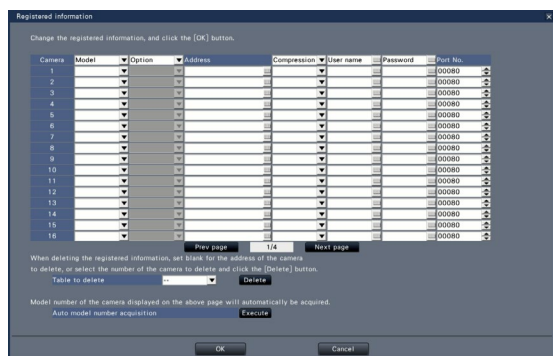 Registered information
Change the registered information, and click the [OK] button.
Camera Model Option Address Compression User name Password Port No.
1 00080
2 00080
3 00080
4 00080
5 00080
6 00080
7 00080
8 00080
9 00080
10 00080
11 00080
12 00080
13 00080
14 00080
15 00080
16 00080
Prev page 1/4 Next page
When deleting the registered information, set blank for the address of the camera
to delete, or select the number of the camera to delete and click the [Delete] button.
Table to delete -- Delete
Model number of the camera displayed on the above page will automatically be acquired.
Auto model number acquisition Execute
OK Cancel